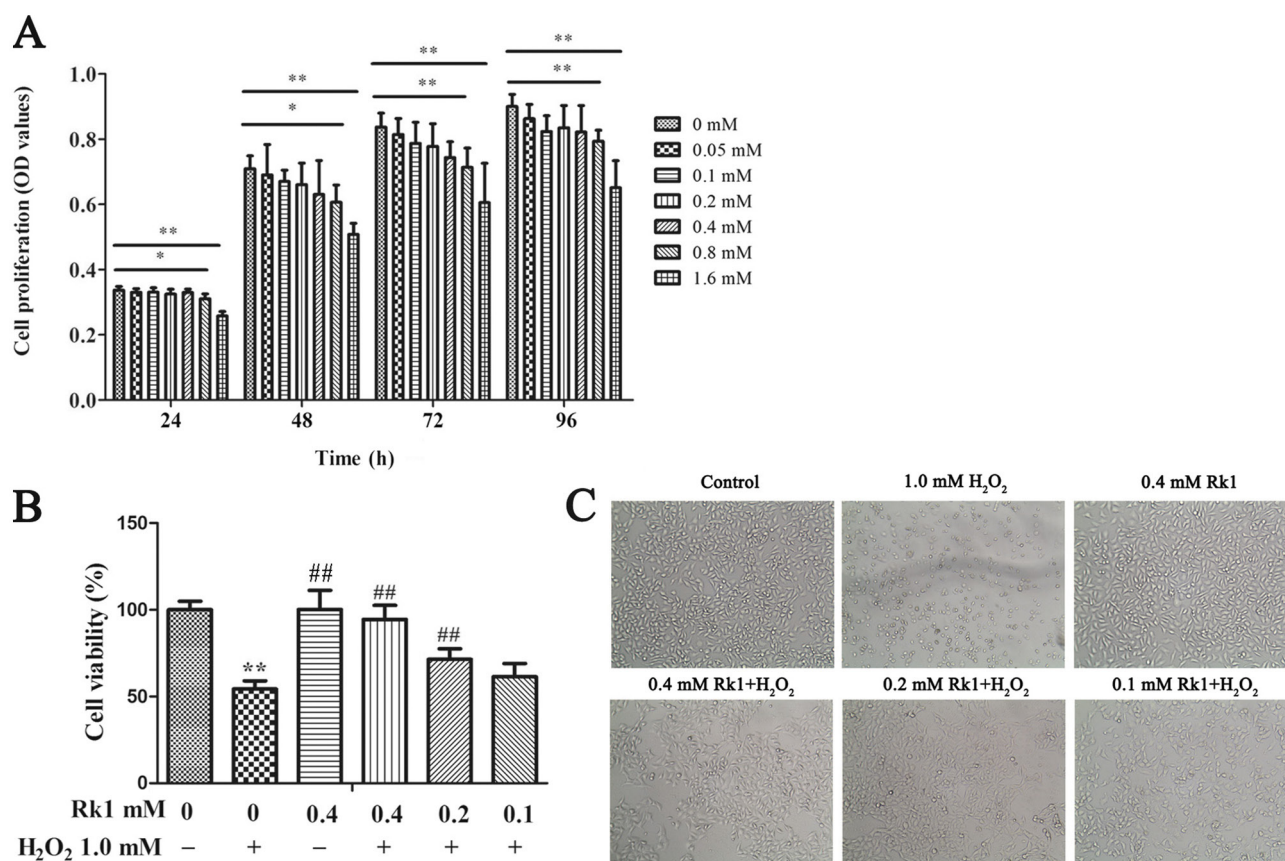 A
Cell proliferation (OD values)
1.0
0.8
0.6
0.4
0.2
0.0
**
*
**
*
**
**
**
**
24 48 72 96
Time (h)
0 mM
0.05 mM
0.1 mM
0.2 mM
0.4 mM
0.8 mM
1.6 mM
B
Cell viability (%)
150
100
50
0
**
##
##
##
Rk1 mM 0 0 0.4 0.4 0.2 0.1
H₂O₂ 1.0 mM – + – + + +
C
Control 1.0 mM H₂O₂ 0.4 mM Rk1
0.4 mM Rk1+H₂O₂ 0.2 mM Rk1+H₂O₂ 0.1 mM Rk1+H₂O₂